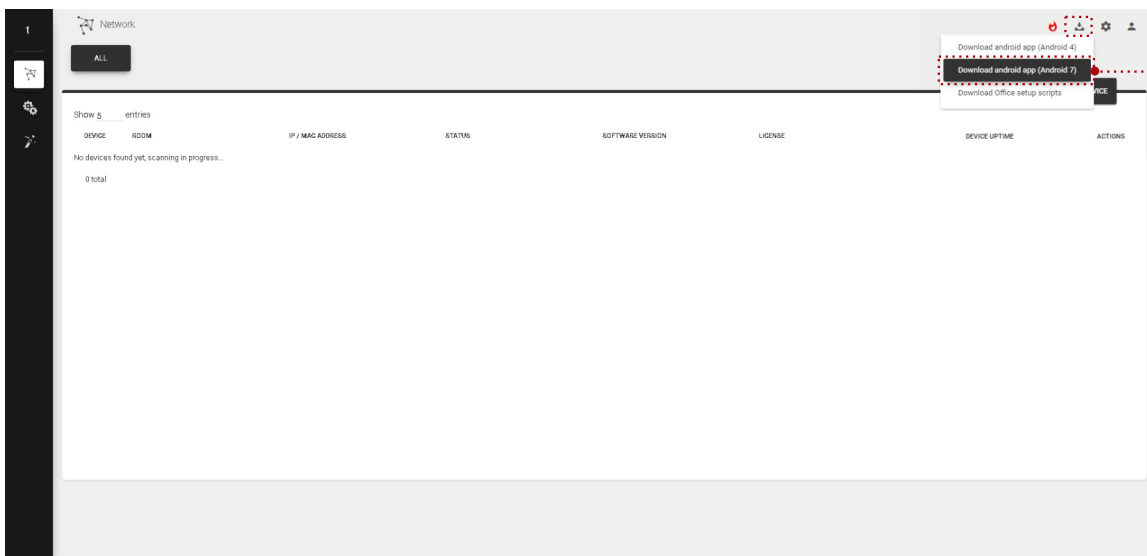 t
Network
ALL
Download android app (Android 4)
Download android app (Android 7)
Download Office setup scripts
Show 5 entries
DEVICE ROOM IP / MAC ADDRESS STATUS SOFTWARE VERSION LICENSE DEVICE UPTIME ACTIONS
No devices found yet, scanning in progress...
0 total